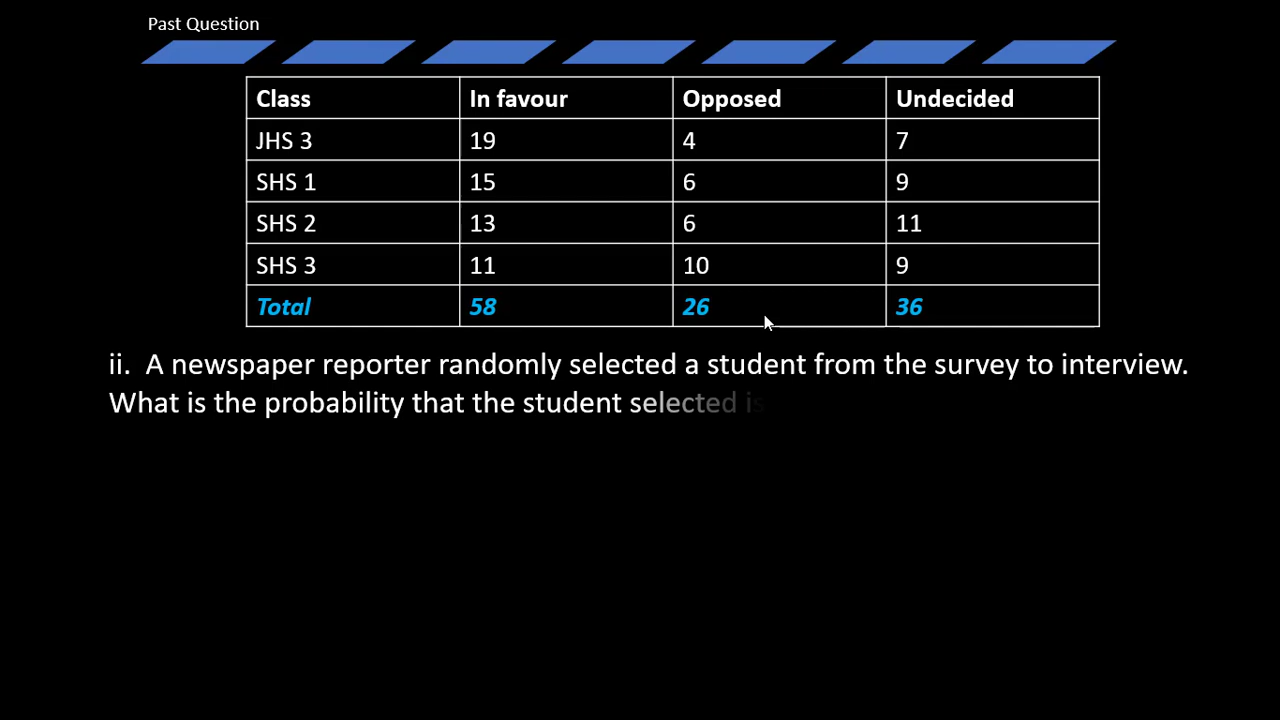 Past Question
Class In favour Opposed Undecided
JHS 3 19 4 7
SHS 1 15 6 9
SHS 2 13 6 11
SHS 3 11 10 9
Total 58 26 36
ii. A newspaper reporter randomly selected a student from the survey to interview.
What is the probability that the student selected is